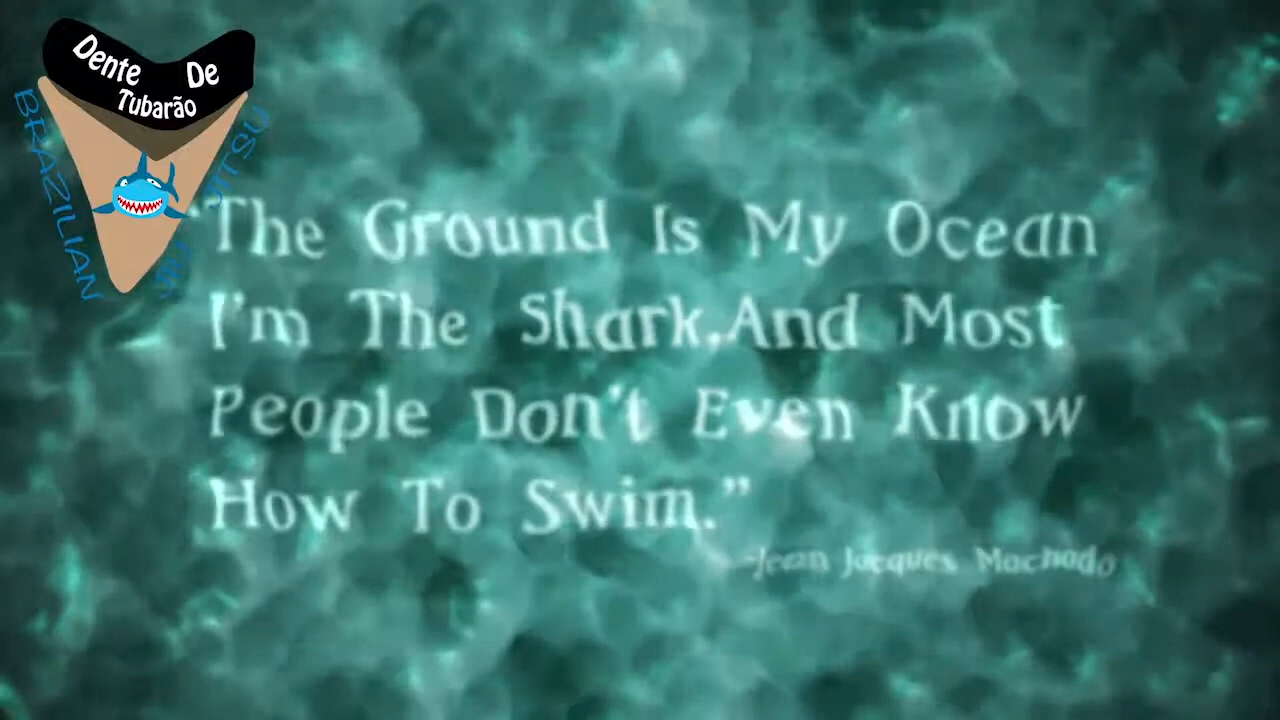 Dente De
Tubarão
BRAZILIAN
JIU JITSU
"The Ground Is My Ocean
I'm The Shark.And Most
People Don't Even Know
How To Swim."
-Jean Jacques Machado